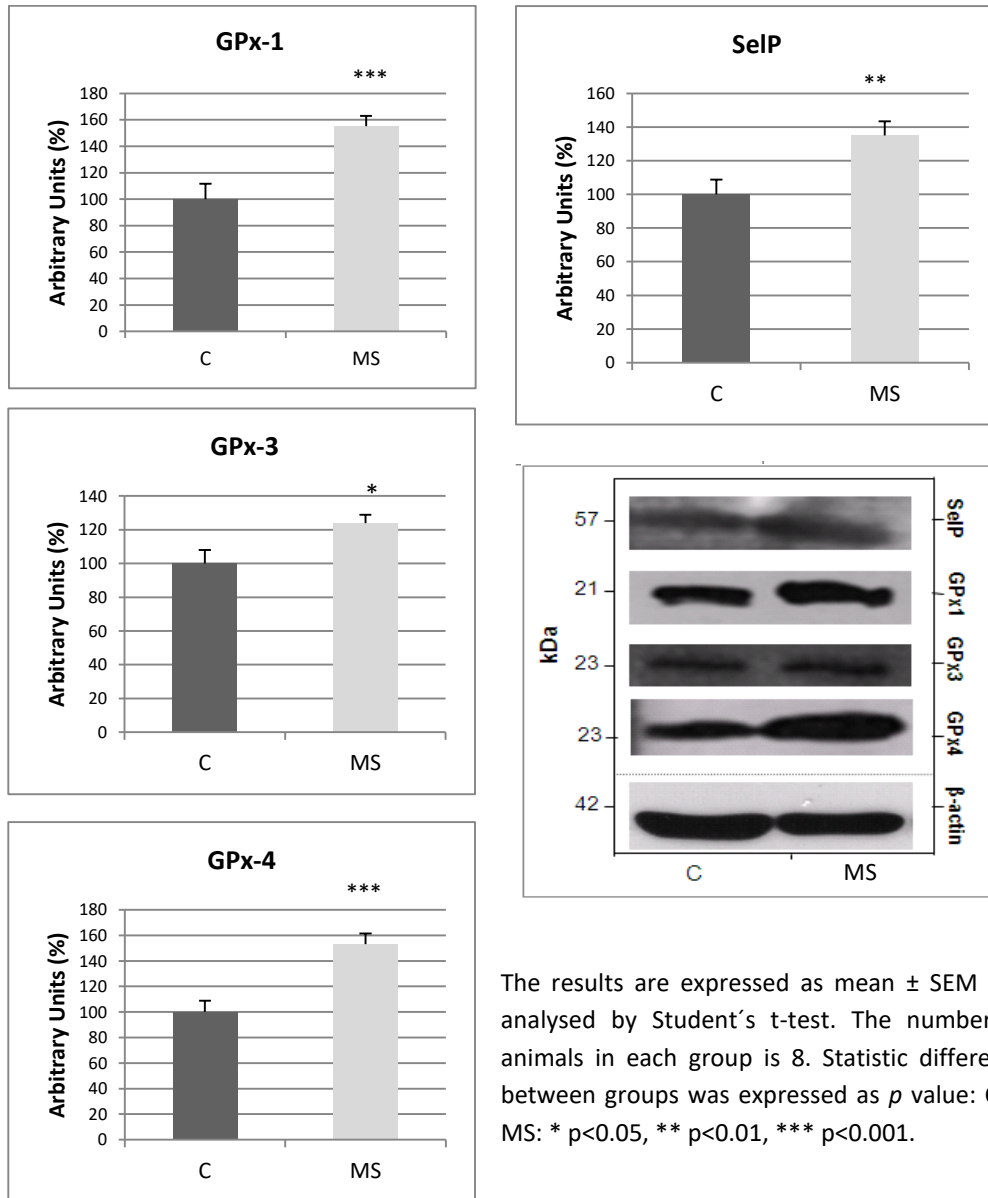 GPx-1
***
Arbitrary Units (%)
180
160
140
120
100
80
60
40
20
0
C MS
SelP
**
Arbitrary Units (%)
160
140
120
100
80
60
40
20
0
C MS
GPx-3
*
Arbitrary Units (%)
140
120
100
80
60
40
20
0
C MS
kDa
57 SelP
21 GPx1
23 GPx3
23 GPx4
42 β-actin
C MS
GPx-4
***
Arbitrary Units (%)
180
160
140
120
100
80
60
40
20
0
C MS
The results are expressed as mean ± SEM
analysed by Student´s t-test. The number
animals in each group is 8. Statistic differe
between groups was expressed as p value:
MS: * p<0.05, ** p<0.01, *** p<0.001.